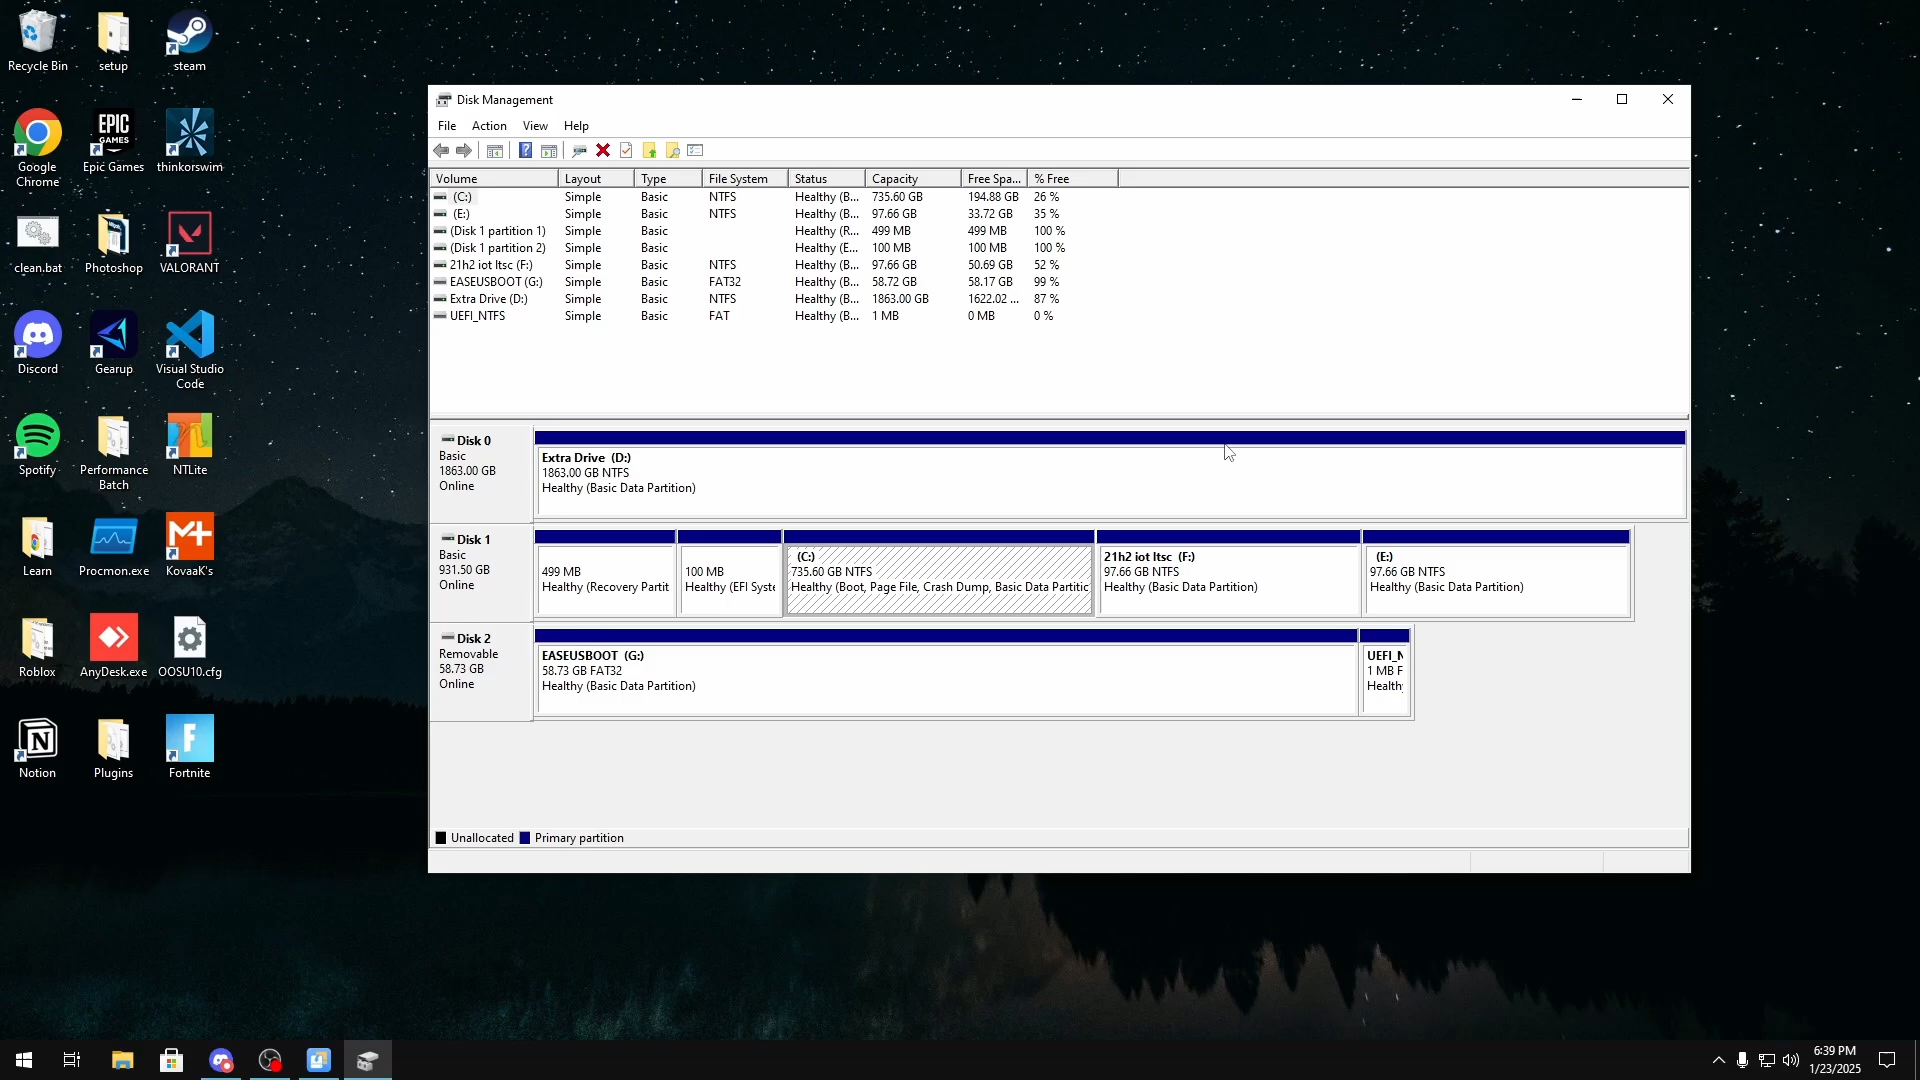 Recycle Bin
setup
steam
Google Chrome
EPIC GAMES
Epic Games
thinkorswim
clean.bat
Photoshop
VALORANT
Discord
Gearup
Visual Studio Code
Spotify
Performance Batch
NTLite
Learn
Procmon.exe
KovaaK's
Roblox
AnyDesk.exe
OOSU10.cfg
Notion
Plugins
Fortnite
Disk Management
File Action View Help
Volume Layout Type File System Status Capacity Free Spa... % Free
(C:) Simple Basic NTFS Healthy (B... 735.60 GB 194.88 GB 26 %
(E:) Simple Basic NTFS Healthy (B... 97.66 GB 33.72 GB 35 %
(Disk 1 partition 1) Simple Basic Healthy (R... 499 MB 499 MB 100 %
(Disk 1 partition 2) Simple Basic Healthy (E... 100 MB 100 MB 100 %
21h2 iot ltsc (F:) Simple Basic NTFS Healthy (B... 97.66 GB 50.69 GB 52 %
EASEUSBOOT (G:) Simple Basic FAT32 Healthy (B... 58.72 GB 58.17 GB 99 %
Extra Drive (D:) Simple Basic NTFS Healthy (B... 1863.00 GB 1622.02 ... 87 %
UEFI_NTFS Simple Basic FAT Healthy (B... 1 MB 0 MB 0 %
Disk 0
Basic
1863.00 GB
Online
Extra Drive (D:)
1863.00 GB NTFS
Healthy (Basic Data Partition)
Disk 1
Basic
931.50 GB
Online
499 MB
Healthy (Recovery Partit
100 MB
Healthy (EFI Syste
(C:)
735.60 GB NTFS
Healthy (Boot, Page File, Crash Dump, Basic Data Partitic
21h2 iot ltsc (F:)
97.66 GB NTFS
Healthy (Basic Data Partition)
(E:)
97.66 GB NTFS
Healthy (Basic Data Partition)
Disk 2
Removable
58.73 GB
Online
EASEUSBOOT (G:)
58.73 GB FAT32
Healthy (Basic Data Partition)
UEFI_N
1 MB F
Health
Unallocated Primary partition
6:39 PM
1/23/2025